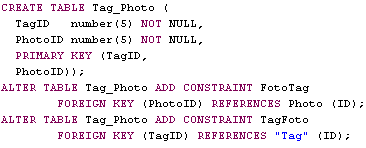 CREATE TABLE Tag_Photo (
TagID number(5) NOT NULL,
PhotoID number(5) NOT NULL,
PRIMARY KEY (TagID,
PhotoID));
ALTER TABLE Tag_Photo ADD CONSTRAINT FotoTag
FOREIGN KEY (PhotoID) REFERENCES Photo (ID);
ALTER TABLE Tag_Photo ADD CONSTRAINT TagFoto
FOREIGN KEY (TagID) REFERENCES "Tag" (ID);